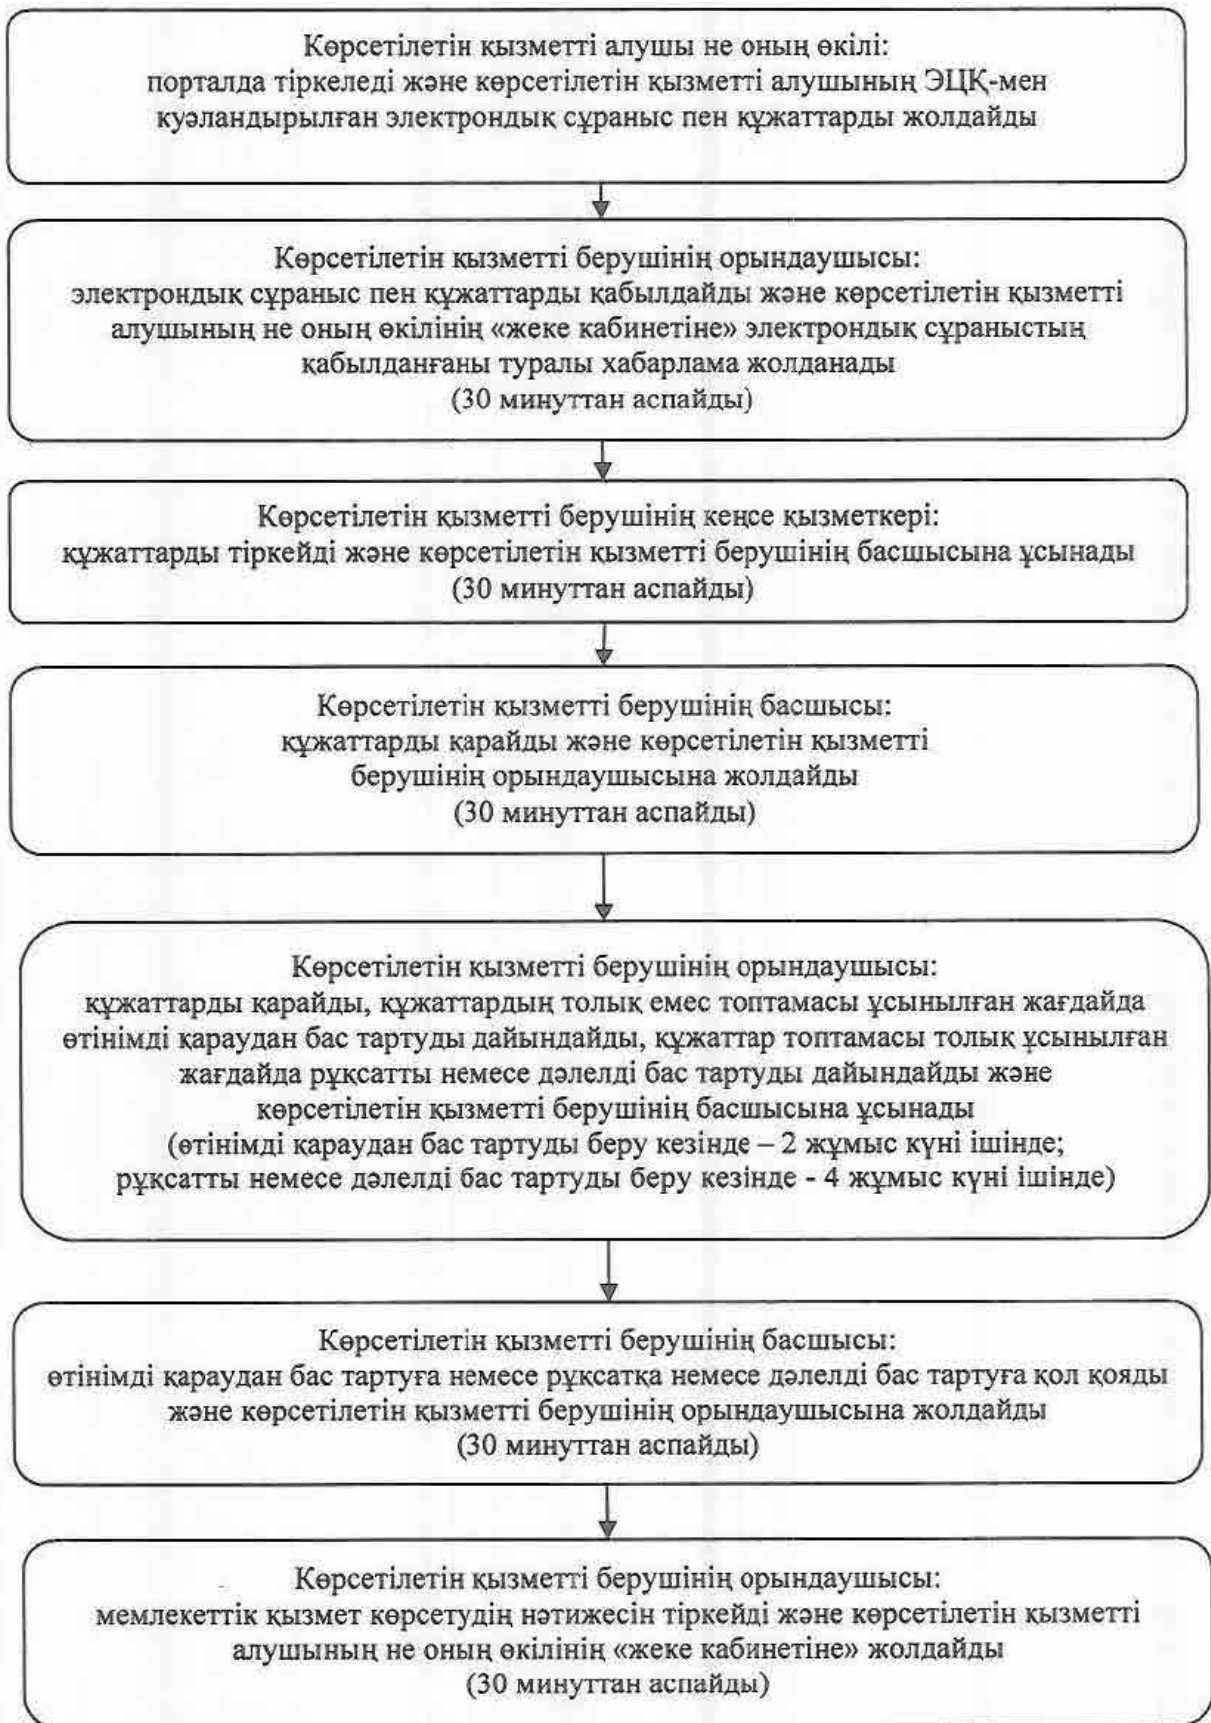 Көрсетілетін қызметті алушы не оның өкілі:
порталда тіркеледі және көрсетілетін қызметті алушының ЭЦҚ-мен
куәландырылған электрондық сұраныс пен құжаттарды жолдайды
Көрсетілетін қызметті берушінің орындаушысы:
электрондық сұраныс пен құжаттарды қабылдайды және көрсетілетін қызметті
алушының не оның өкілінің «жеке кабинетіне» электрондық сұраныстың
қабылданғаны туралы хабарлама жолданады
(30 минуттан аспайды)
Көрсетілетін қызметті берушінің кеңсе қызметкері:
құжаттарды тіркейді және көрсетілетін қызметті берушінің басшысына ұсынады
(30 минуттан аспайды)
Көрсетілетін қызметті берушінің басшысы:
құжаттарды қарайды және көрсетілетін қызметті
берушінің орындаушысына жолдайды
(30 минуттан аспайды)
Көрсетілетін қызметті берушінің орындаушысы:
құжаттарды қарайды, құжаттардың толық емес топтамасы ұсынылған жағдайда
өтінімді қараудан бас тартуды дайындайды, құжаттар топтамасы толық ұсынылған
жағдайда рұқсатты немесе дәлелді бас тартуды дайындайды және
көрсетілетін қызметті берушінің басшысына ұсынады
(өтінімді қараудан бас тартуды беру кезінде – 2 жұмыс күні ішінде;
рұқсатты немесе дәлелді бас тартуды беру кезінде - 4 жұмыс күні ішінде)
Көрсетілетін қызметті берушінің басшысы:
өтінімді қараудан бас тартуға немесе рұқсатқа немесе дәлелді бас тартуға қол қояды
және көрсетілетін қызметті берушінің орындаушысына жолдайды
(30 минуттан аспайды)
Көрсетілетін қызметті берушінің орындаушысы:
мемлекеттік қызмет көрсетудің нәтижесін тіркейді және көрсетілетін қызметті
алушының не оның өкілінің «жеке кабинетіне» жолдайды
(30 минуттан аспайды)